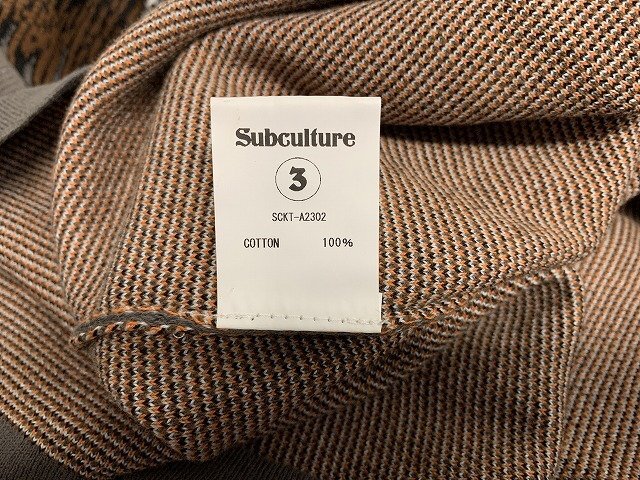 Subculture
3
SCKT-A2302
COTTON 100%